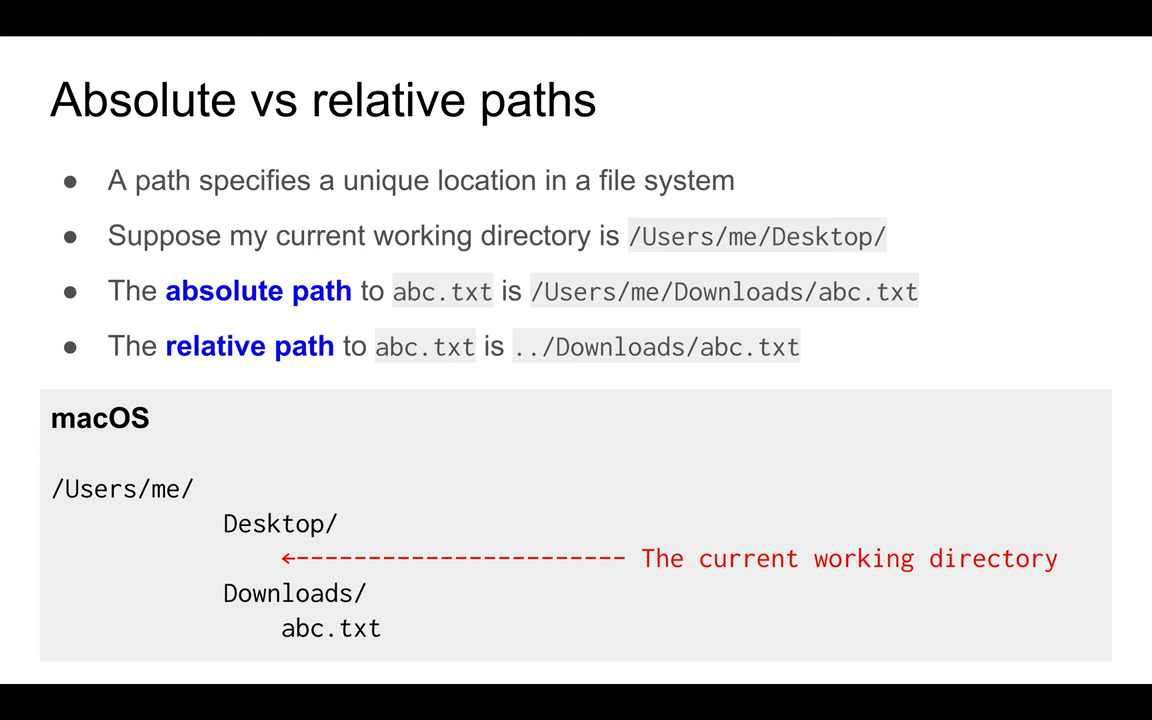 Absolute vs relative paths
● A path specifies a unique location in a file system
● Suppose my current working directory is /Users/me/Desktop/
● The absolute path to abc.txt is /Users/me/Downloads/abc.txt
● The relative path to abc.txt is ../Downloads/abc.txt
macOS
/Users/me/
Desktop/
←------------------------ The current working directory
Downloads/
abc.txt